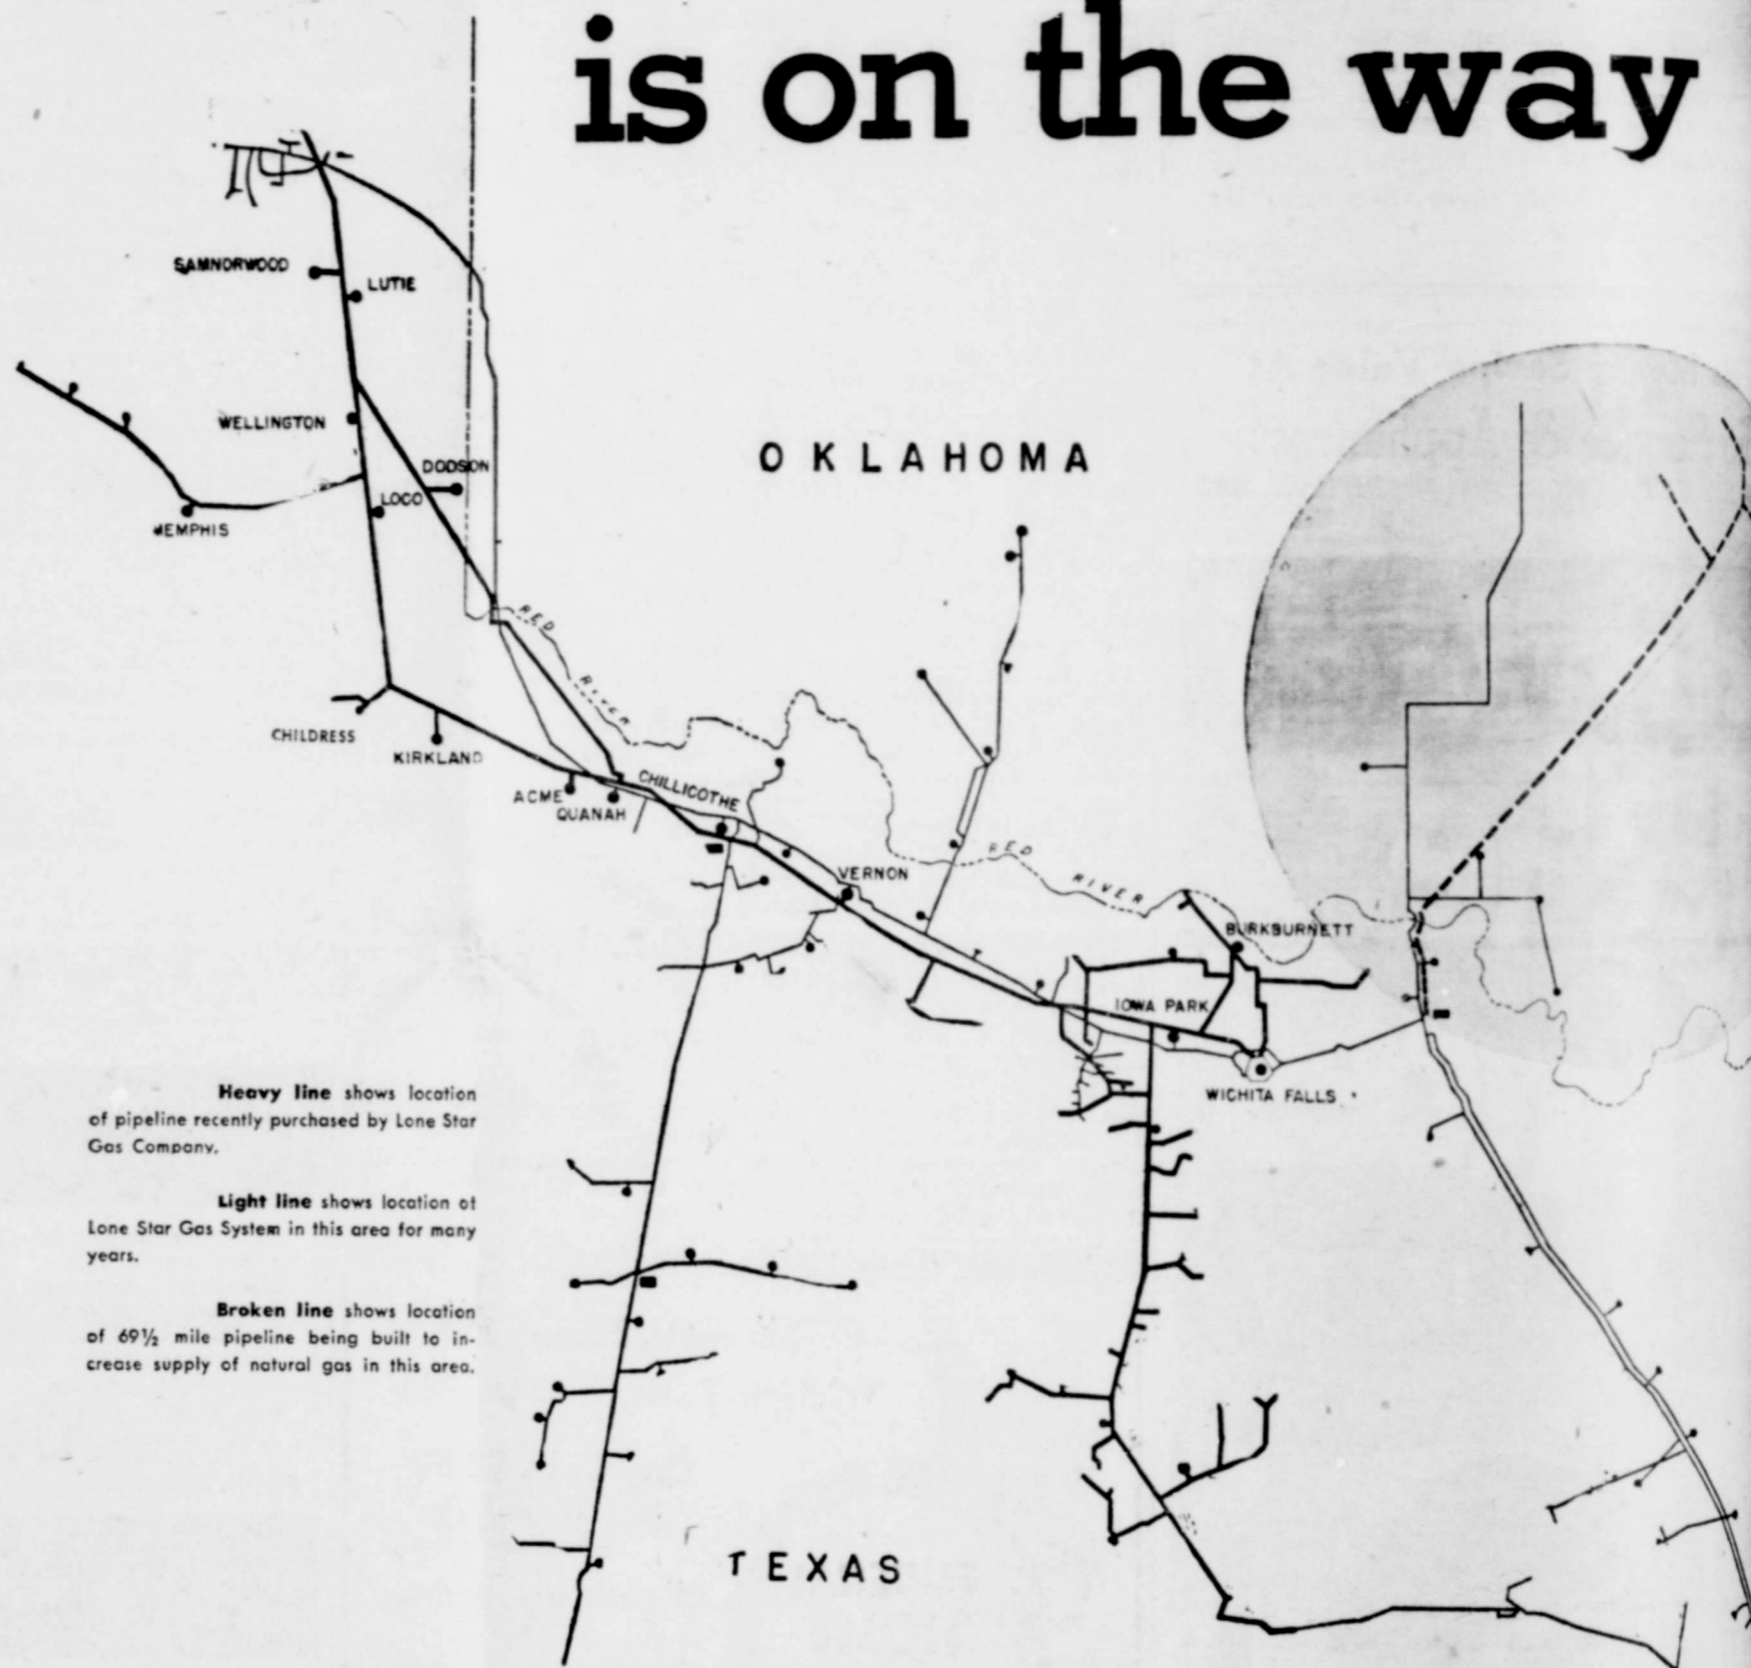 is on the way
SAMNORWOOD
LUTIE
WELLINGTON
OKLAHOMA
DODSON
LOCO
MEMPHIS
RED
RIVER
CHILDRESS
KIRKLAND
CHILLICOTHE
ACME
QUANAH
RED
RIVER
VERNON
BURKBURNETT
IOWA PARK
WICHITA FALLS
Heavy line shows location
of pipeline recently purchased by Lone Star
Gas Company.
Light line shows location of
Lone Star Gas System in this area for many
years.
Broken line shows location
of 69½ mile pipeline being built to in-
crease supply of natural gas in this area.
TEXAS